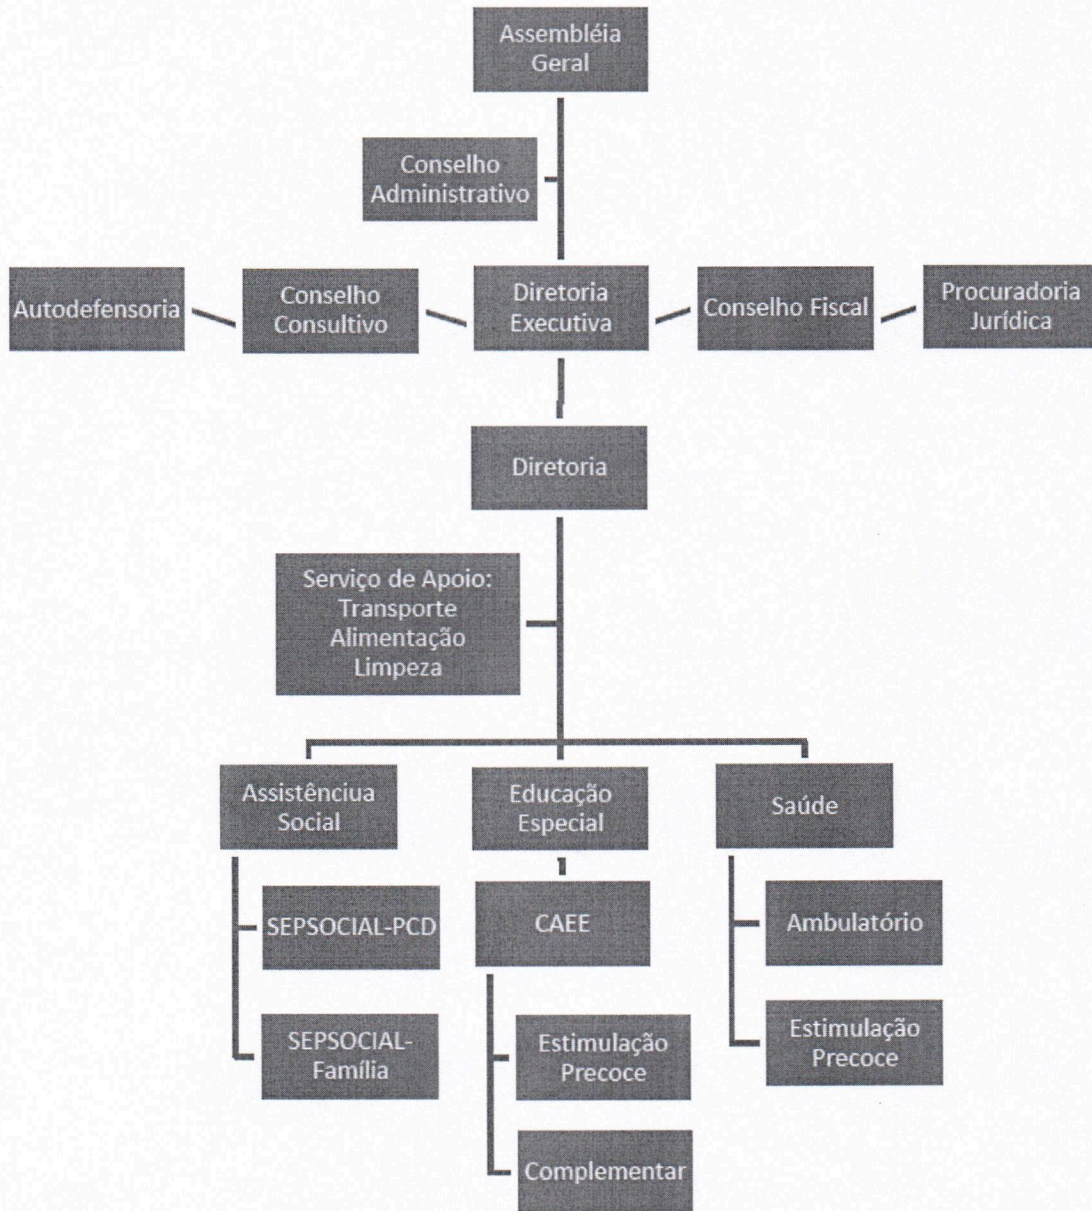 Assembléia
Geral
Conselho
Administrativo
Autodefensoria
Conselho
Consultivo
Diretoria
Executiva
Conselho Fiscal
Procuradoria
Jurídica
Diretoria
Serviço de Apoio:
Transporte
Alimentação
Limpeza
Assistênciua
Social
SEPSOCIAL-PCD
SEPSOCIAL-
Família
Educação
Especial
CAEE
Estimulação
Precoce
Complementar
Saúde
Ambulatório
Estimulação
Precoce